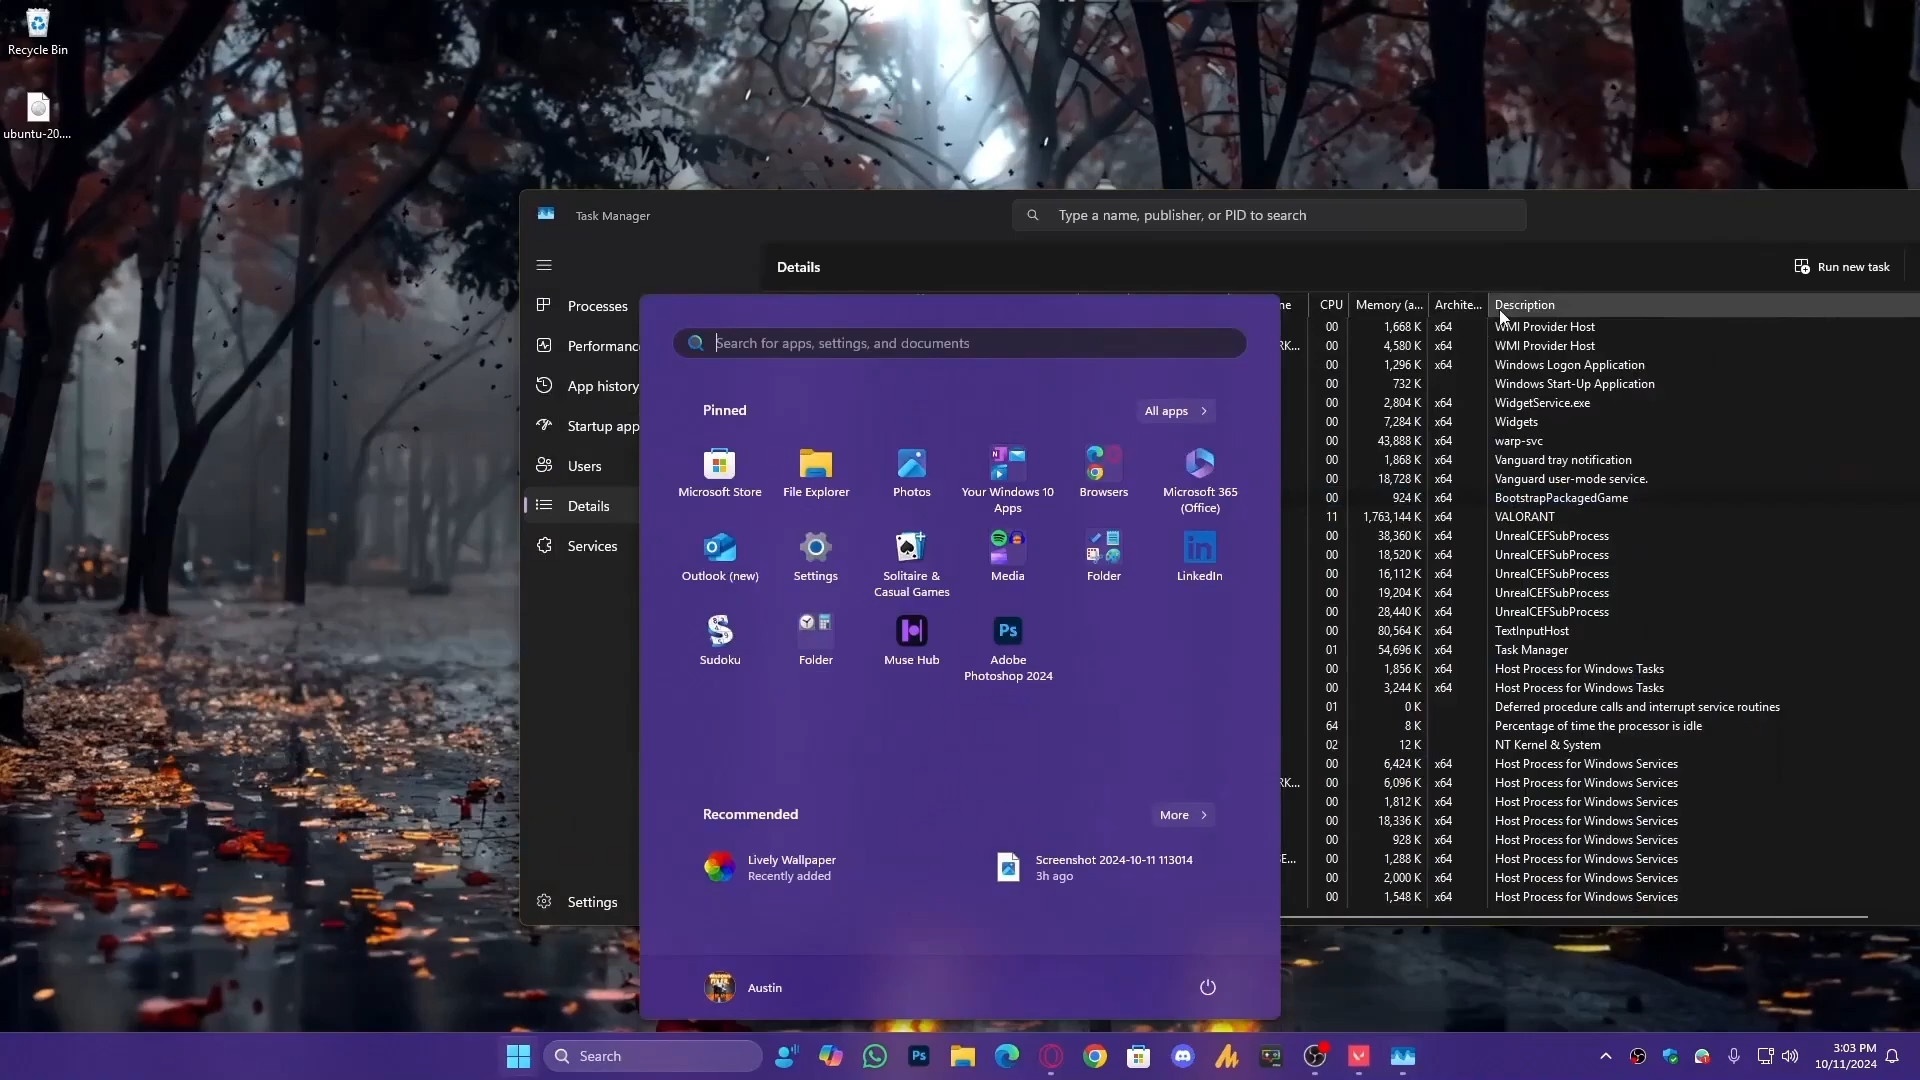 Recycle Bin
ubuntu-20....
Task Manager
Type a name, publisher, or PID to search
Details
Run new task
Processes
Performanc
App history
Startup app
Users
Details
Services
Settings
Search for apps, settings, and documents
Pinned
All apps
Microsoft Store
File Explorer
Photos
Your Windows 10 Apps
Browsers
Microsoft 365 (Office)
Outlook (new)
Settings
Solitaire & Casual Games
Media
Folder
LinkedIn
Sudoku
Folder
Muse Hub
Adobe Photoshop 2024
Recommended
More
Lively Wallpaper
Recently added
Screenshot 2024-10-11 113014
3h ago
Austin
ne CPU Memory (a... Archite... Description
00 1,668 K x64 WMI Provider Host
RK... 00 4,580 K x64 WMI Provider Host
00 1,296 K x64 Windows Logon Application
00 732 K Windows Start-Up Application
00 2,804 K x64 WidgetService.exe
00 7,284 K x64 Widgets
00 43,888 K x64 warp-svc
00 1,868 K x64 Vanguard tray notification
00 18,728 K x64 Vanguard user-mode service.
00 924 K x64 BootstrapPackagedGame
11 1,763,144 K x64 VALORANT
00 38,360 K x64 UnrealCEFSubProcess
00 18,520 K x64 UnrealCEFSubProcess
00 16,112 K x64 UnrealCEFSubProcess
00 19,204 K x64 UnrealCEFSubProcess
00 28,440 K x64 UnrealCEFSubProcess
00 80,564 K x64 TextInputHost
01 54,696 K x64 Task Manager
00 1,856 K x64 Host Process for Windows Tasks
00 3,244 K x64 Host Process for Windows Tasks
01 0 K Deferred procedure calls and interrupt service routines
64 8 K Percentage of time the processor is idle
02 12 K NT Kernel & System
00 6,424 K x64 Host Process for Windows Services
RK... 00 6,096 K x64 Host Process for Windows Services
00 1,812 K x64 Host Process for Windows Services
00 18,336 K x64 Host Process for Windows Services
00 928 K x64 Host Process for Windows Services
E... 00 1,288 K x64 Host Process for Windows Services
00 2,000 K x64 Host Process for Windows Services
00 1,548 K x64 Host Process for Windows Services
Search
Ps
3:03 PM
10/11/2024